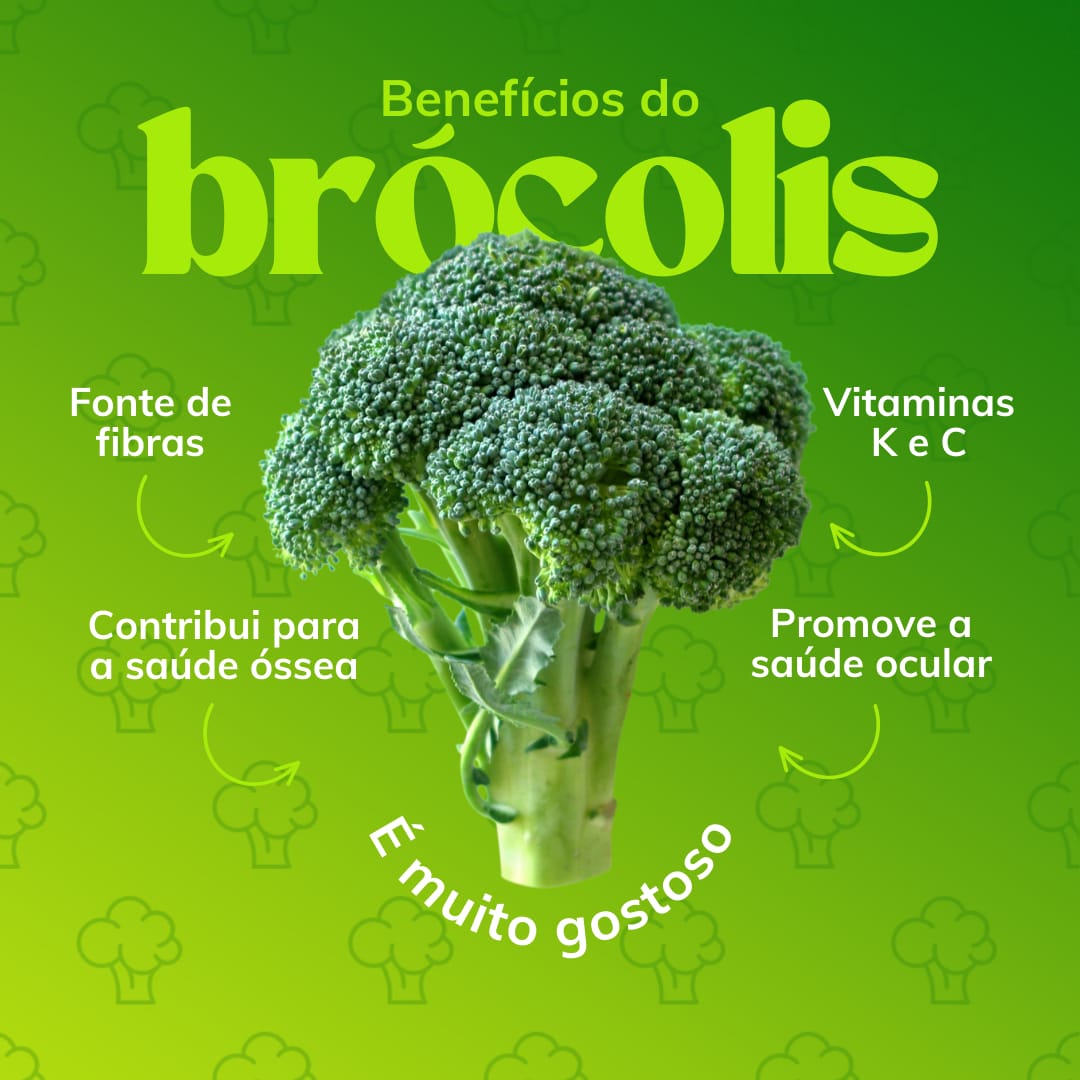 Benefícios do
brócolis
Fonte de
fibras
Vitaminas
K e C
Contribui para
a saúde óssea
Promove a
saúde ocular
É muito gostoso